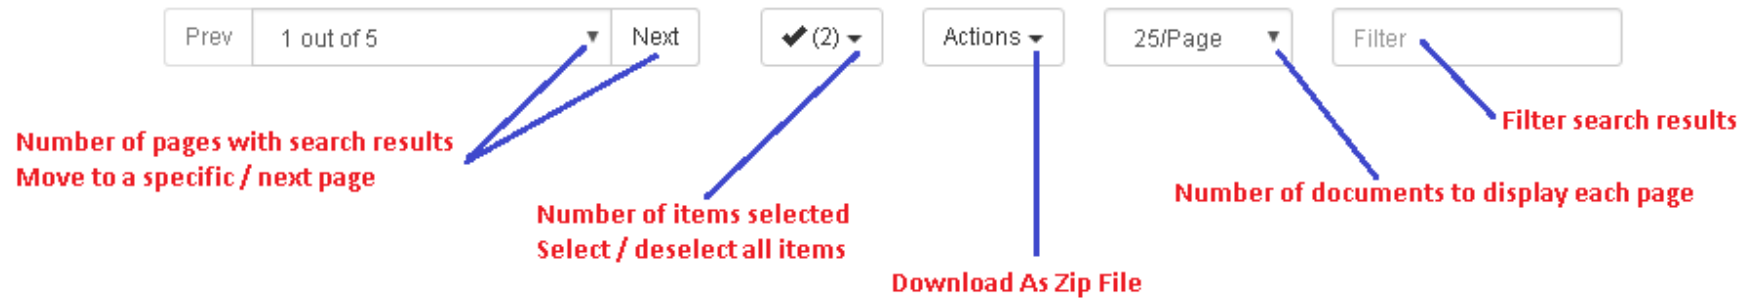 Prev 1 out of 5 Next (2) Actions 25/Page Filter
Number of pages with search results
Move to a specific / next page
Filter search results
Number of documents to display each page
Number of items selected
Select / deselect all items
Download As Zip File